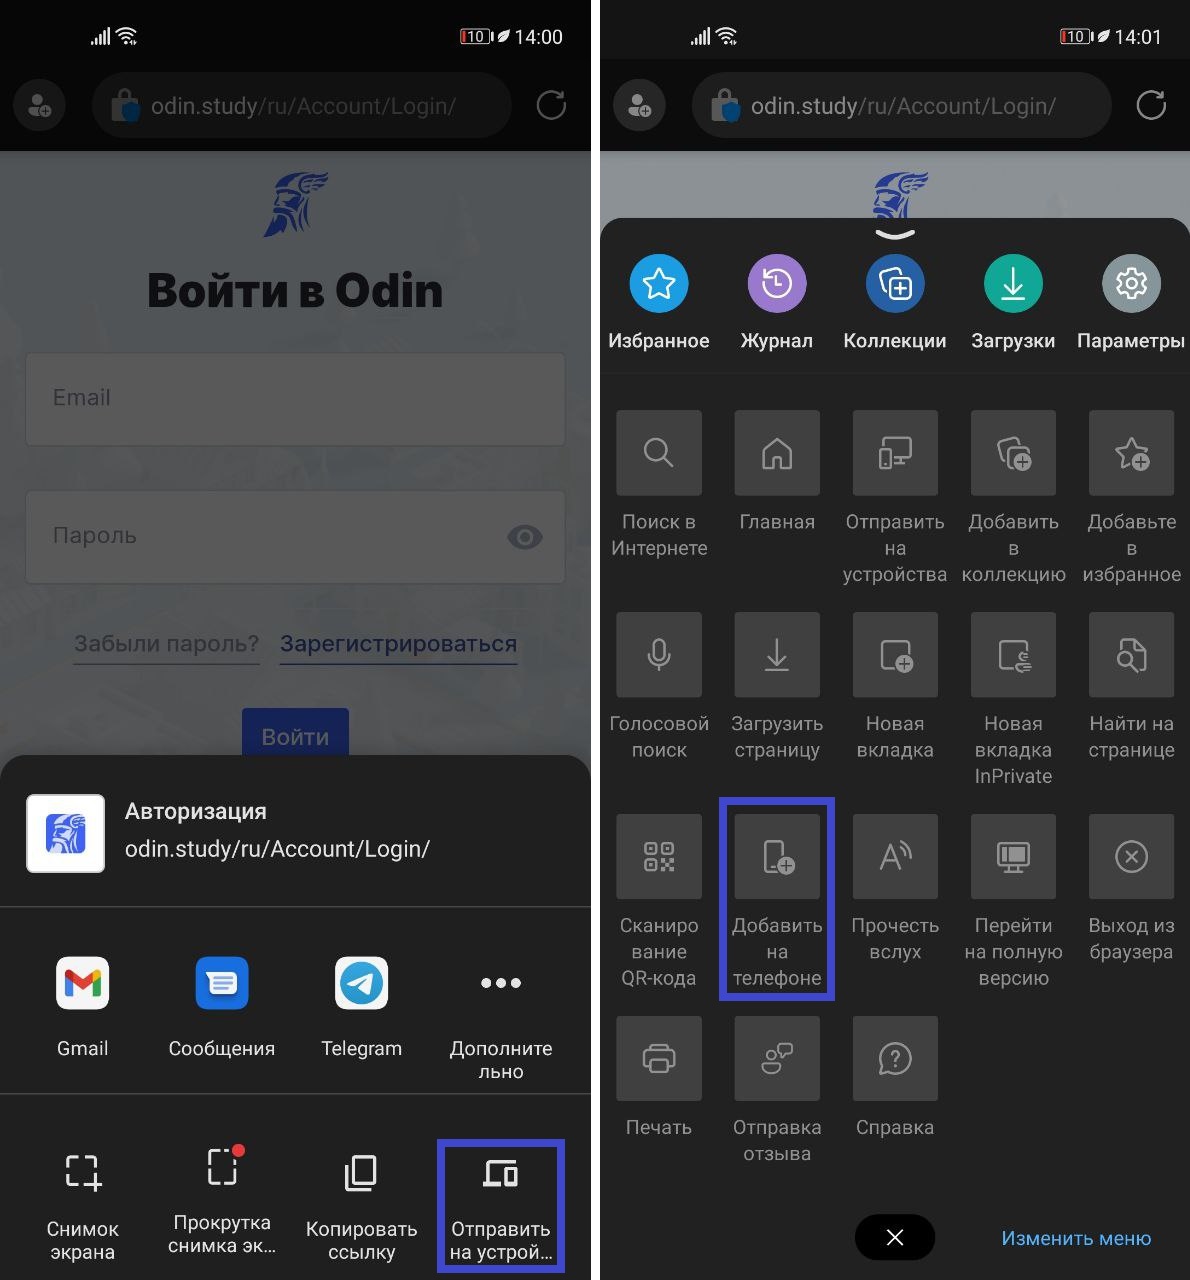 10
14:00
odin.study/ru/Account/Login/
Войти в Odin
Email
Пароль
Забыли пароль? Зарегистрироваться
Войти
Авторизация
odin.study/ru/Account/Login/
Gmail
Сообщения
Telegram
Дополните
льно
Снимок
экрана
Прокрутка
снимка эк...
Копировать
ссылку
Отправить
на устрой...
10
14:01
odin.study/ru/Account/Login/
Избранное
Журнал
Коллекции
Загрузки
Параметры
Поиск в
Интернете
Главная
Отправить
на
устройства
Добавить
в
коллекцию
Добавьте
в
избранное
Голосовой
поиск
Загрузить
страницу
Новая
вкладка
Новая
вкладка
InPrivate
Найти на
странице
Сканиро
вание
QR-кода
Добавить
на
телефоне
Прочесть
вслух
Перейти
на полную
версию
Выход из
браузера
Печать
Отправка
отзыва
Справка
Изменить меню